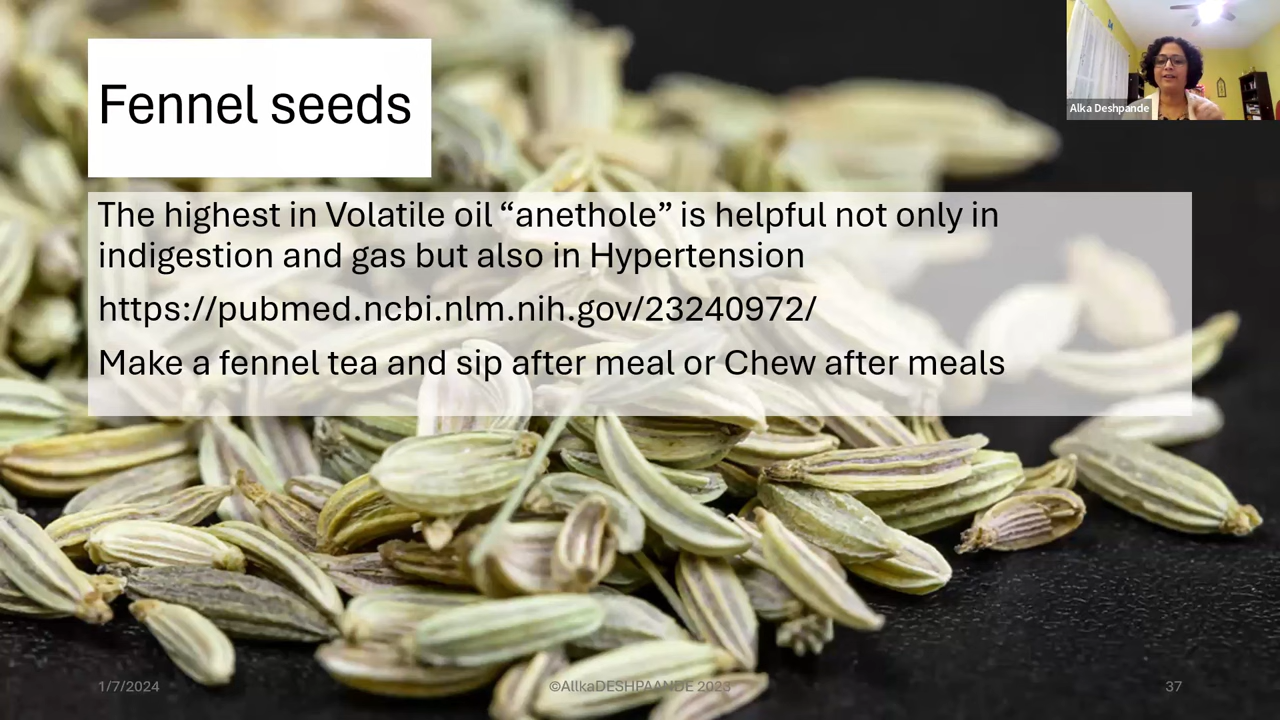 Fennel seeds
Alka Deshpande
The highest in Volatile oil “anethole” is helpful not only in
indigestion and gas but also in Hypertension
https://pubmed.ncbi.nlm.nih.gov/23240972/
Make a fennel tea and sip after meal or Chew after meals
1/7/2024
©AllkaDESHPAANDE 2023
37